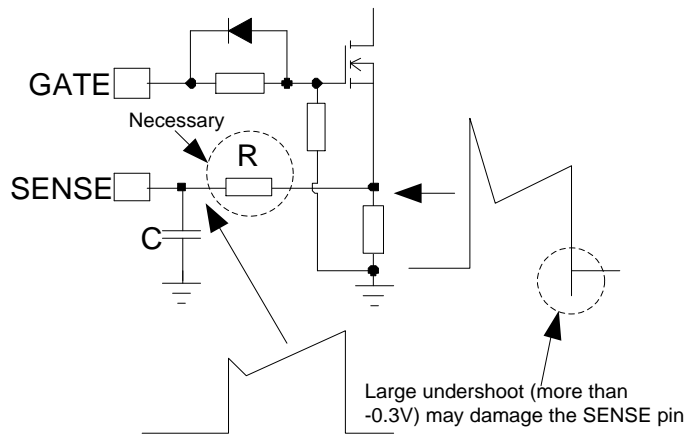 GATE
Necessary
R
SENSE
C
Large undershoot (more than
-0.3V) may damage the SENSE pin